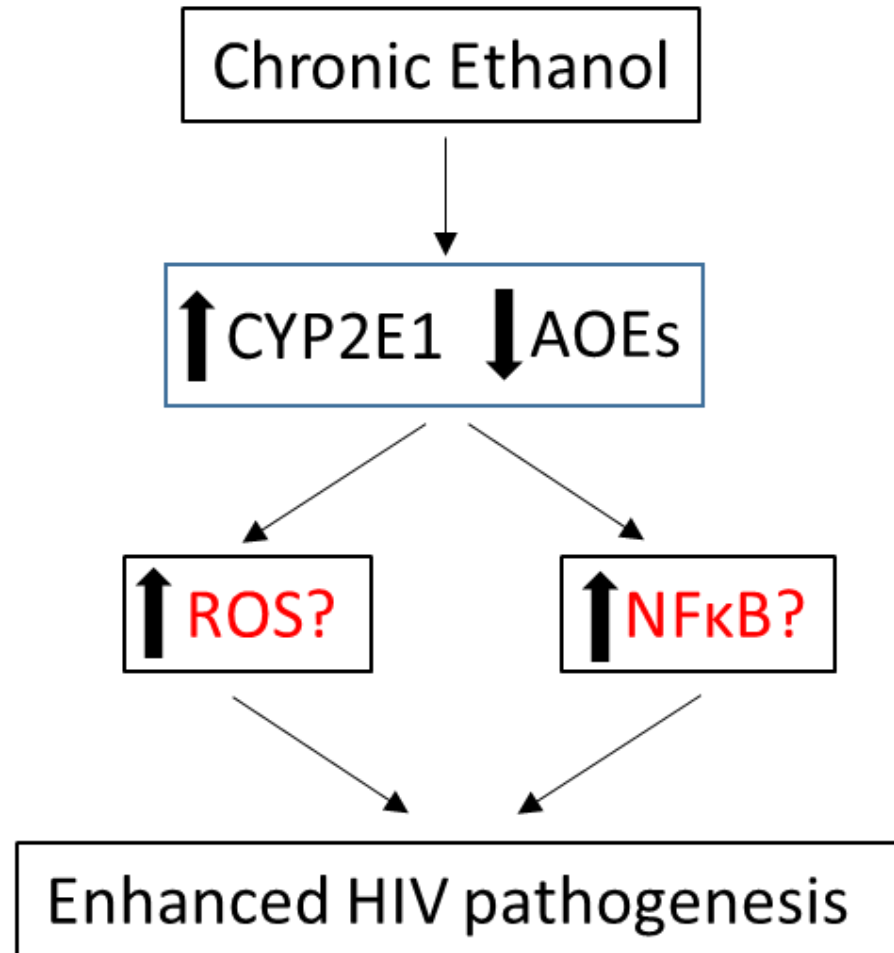 Chronic Ethanol
CYP2E1 AOEs
ROS? NFκB?
Enhanced HIV pathogenesis